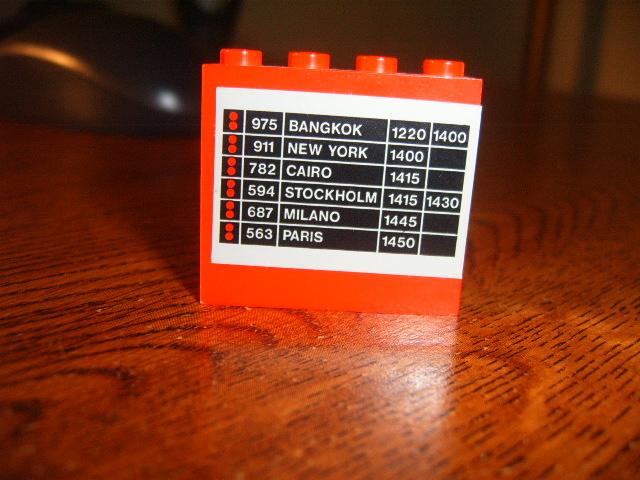 975 BANGKOK 1220 1400
911 NEW YORK 1400
782 CAIRO 1415
594 STOCKHOLM 1415 1430
687 MILANO 1445
563 PARIS 1450